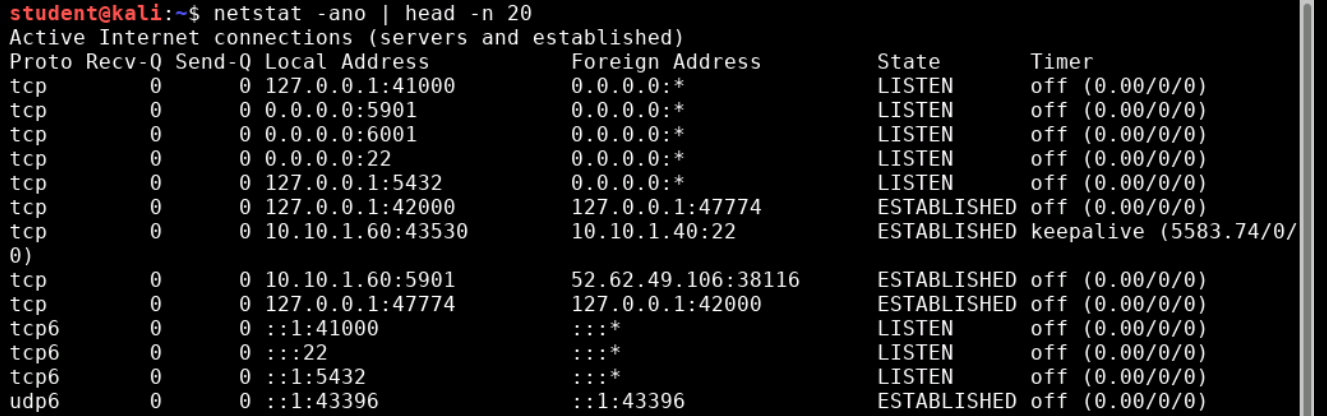 student@kali:~$ netstat -ano | head -n 20
Active Internet connections (servers and established)
Proto Recv-Q Send-Q Local Address           Foreign Address         State       Timer
tcp        0      0 127.0.0.1:41000         0.0.0.0:*               LISTEN      off (0.00/0/0)
tcp        0      0 0.0.0.0:5901            0.0.0.0:*               LISTEN      off (0.00/0/0)
tcp        0      0 0.0.0.0:6001            0.0.0.0:*               LISTEN      off (0.00/0/0)
tcp        0      0 0.0.0.0:22              0.0.0.0:*               LISTEN      off (0.00/0/0)
tcp        0      0 127.0.0.1:5432          0.0.0.0:*               LISTEN      off (0.00/0/0)
tcp        0      0 127.0.0.1:42000         127.0.0.1:47774         ESTABLISHED off (0.00/0/0)
tcp        0      0 10.10.1.60:43530        10.10.1.40:22           ESTABLISHED keepalive (5583.74/0/
0)
tcp        0      0 10.10.1.60:5901         52.62.49.106:38116      ESTABLISHED off (0.00/0/0)
tcp        0      0 127.0.0.1:47774         127.0.0.1:42000         ESTABLISHED off (0.00/0/0)
tcp6       0      0 ::1:41000               :::*                    LISTEN      off (0.00/0/0)
tcp6       0      0 :::22                   :::*                    LISTEN      off (0.00/0/0)
tcp6       0      0 ::1:5432                :::*                    LISTEN      off (0.00/0/0)
udp6       0      0 ::1:43396               ::1:43396               ESTABLISHED off (0.00/0/0)